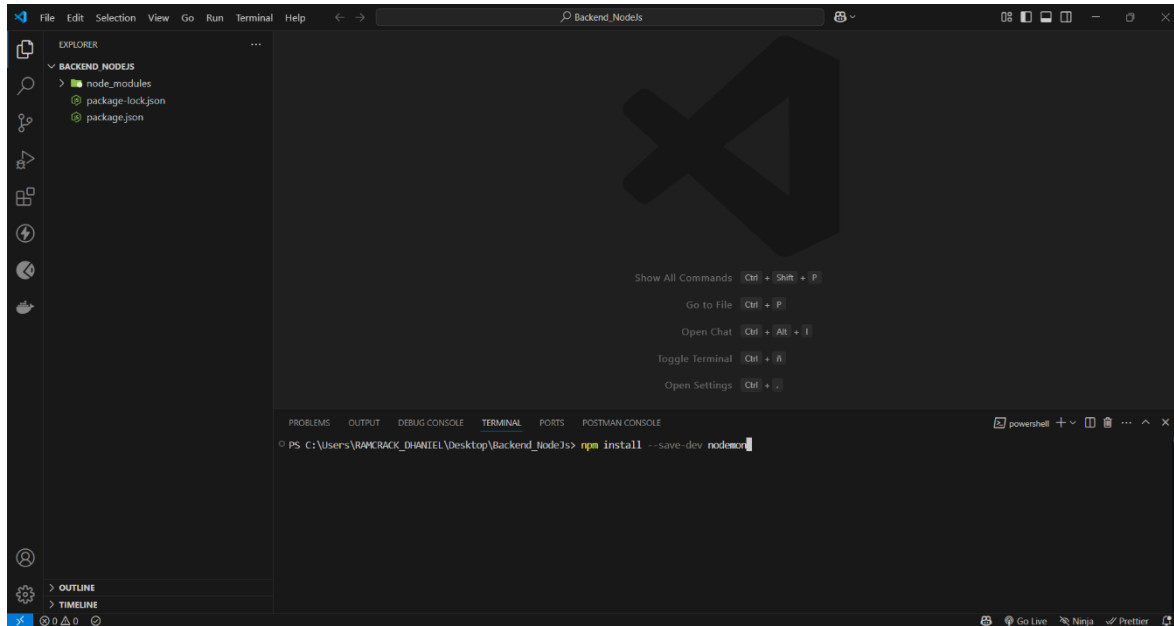 File Edit Selection View Go Run Terminal Help
Backend_NodeJs
EXPLORER
BACKEND_NODEJS
node_modules
package-lock.json
package.json
Show All Commands Ctrl + Shift + P
Go to File Ctrl + P
Open Chat Ctrl + Alt + I
Toggle Terminal Ctrl + ñ
Open Settings Ctrl + ,
PROBLEMS OUTPUT DEBUG CONSOLE TERMINAL PORTS POSTMAN CONSOLE
powershell
PS C:\Users\RAMCRACK_DHANIEL\Desktop\Backend_NodeJs> npm install --save-dev nodemon
OUTLINE
TIMELINE
0 0 0 Go Live Ninja Prettier